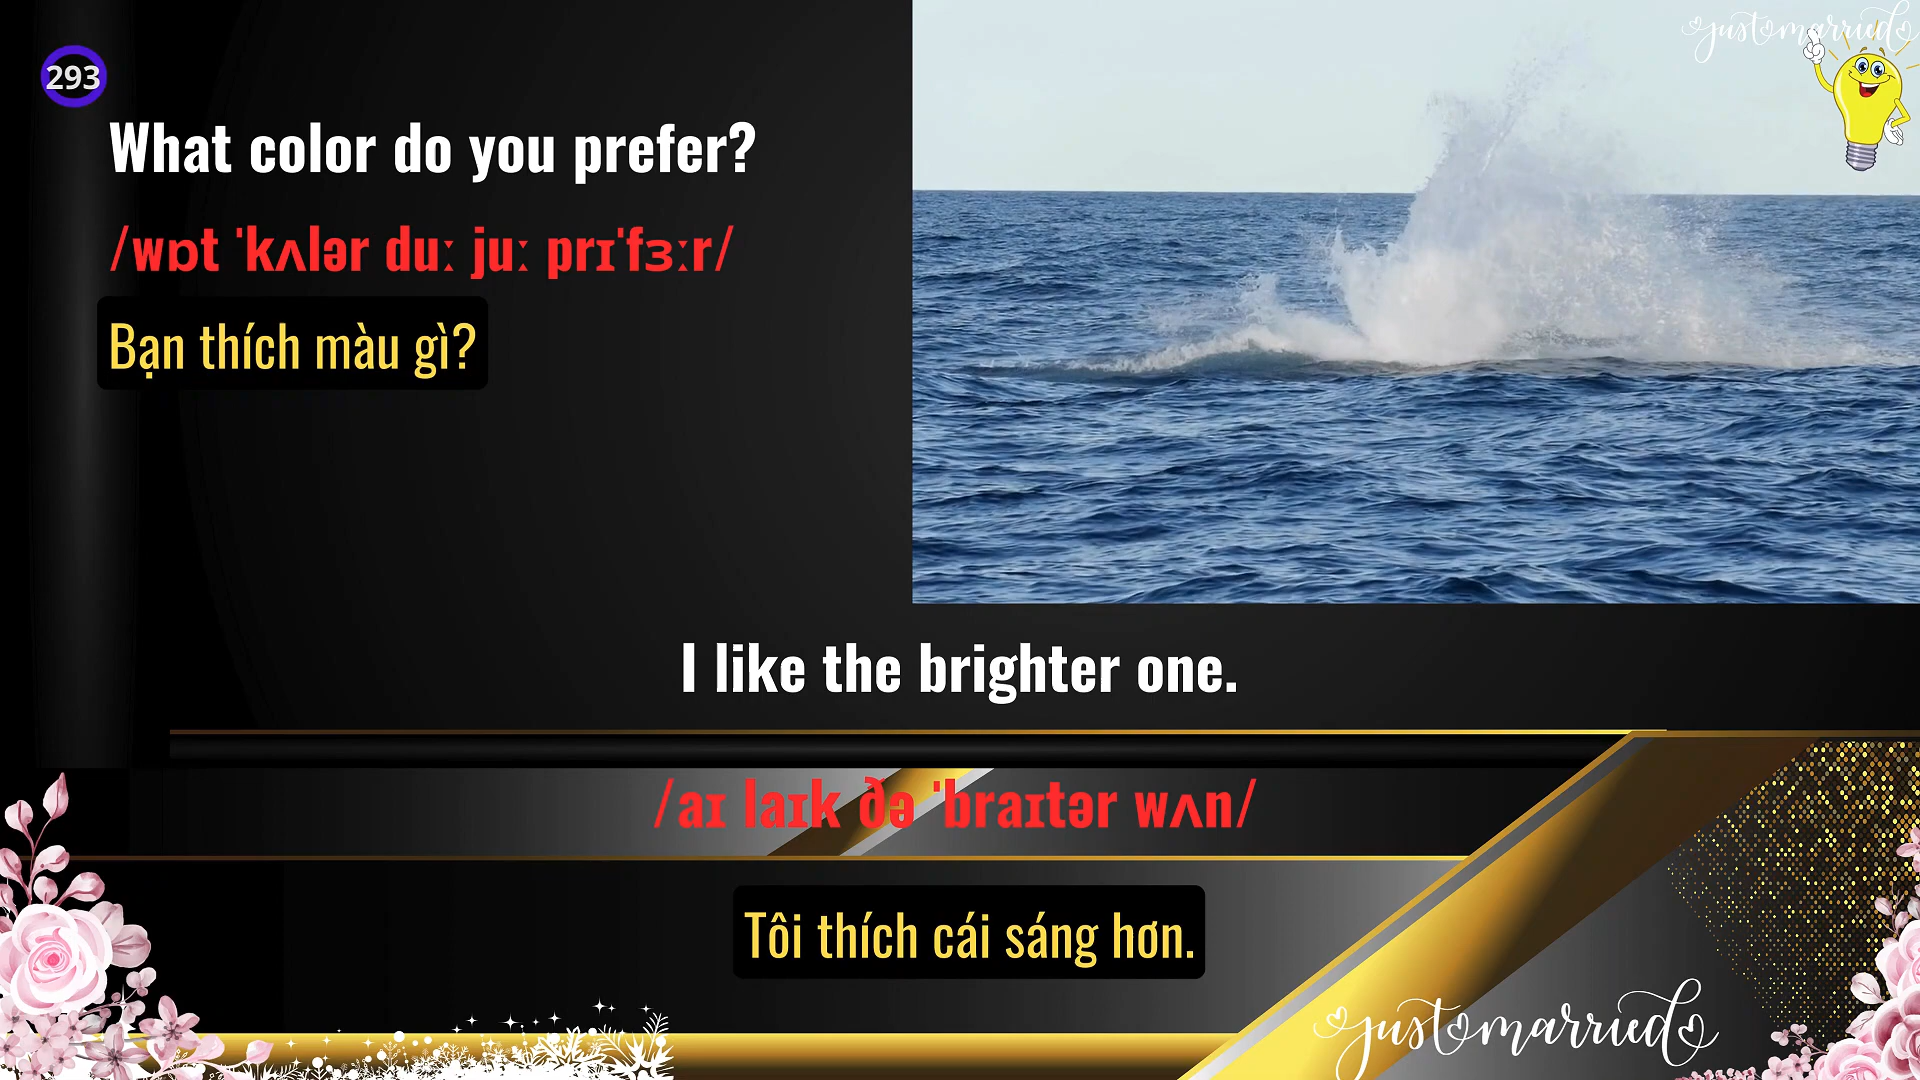 justmarried
293
What color do you prefer?
/wɒt ˈkʌlər duː juː prɪˈfɜːr/
Bạn thích màu gì?
I like the brighter one.
/aɪ laɪk ðə ˈbraɪtər wʌn/
Tôi thích cái sáng hơn.
justmarried